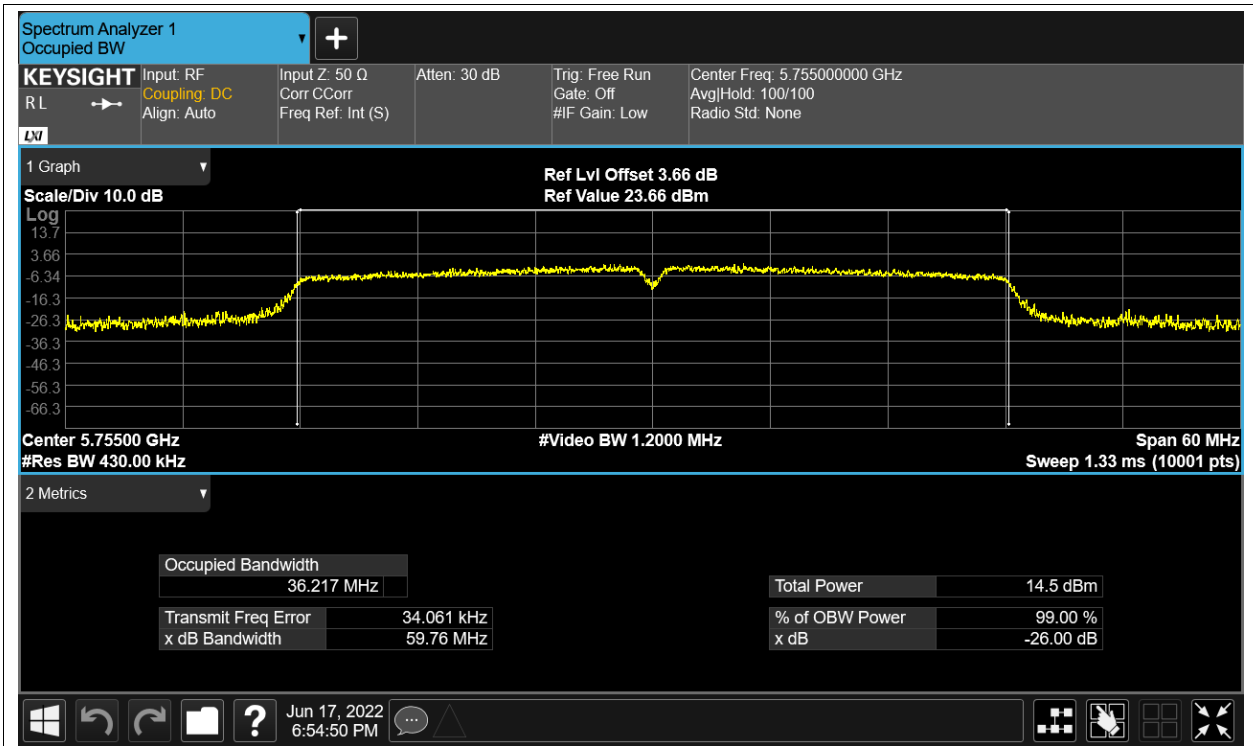 Spectrum Analyzer 1
Occupied BW
KEYSIGHT
R L
LXI
Input: RF
Coupling: DC
Align: Auto
Input Z: 50 Ω
Corr CCorr
Freq Ref: Int (S)
Atten: 30 dB
Trig: Free Run
Gate: Off
#IF Gain: Low
Center Freq: 5.755000000 GHz
Avg|Hold: 100/100
Radio Std: None
1 Graph
Scale/Div 10.0 dB
Ref Lvl Offset 3.66 dB
Ref Value 23.66 dBm
Log
13.7
3.66
-6.34
-16.3
-26.3
-36.3
-46.3
-56.3
-66.3
Center 5.75500 GHz
#Video BW 1.2000 MHz
Span 60 MHz
#Res BW 430.00 kHz
Sweep 1.33 ms (10001 pts)
2 Metrics
Occupied Bandwidth
36.217 MHz
Total Power 14.5 dBm
Transmit Freq Error 34.061 kHz
% of OBW Power 99.00 %
x dB Bandwidth 59.76 MHz
x dB -26.00 dB
?
Jun 17, 2022
6:54:50 PM